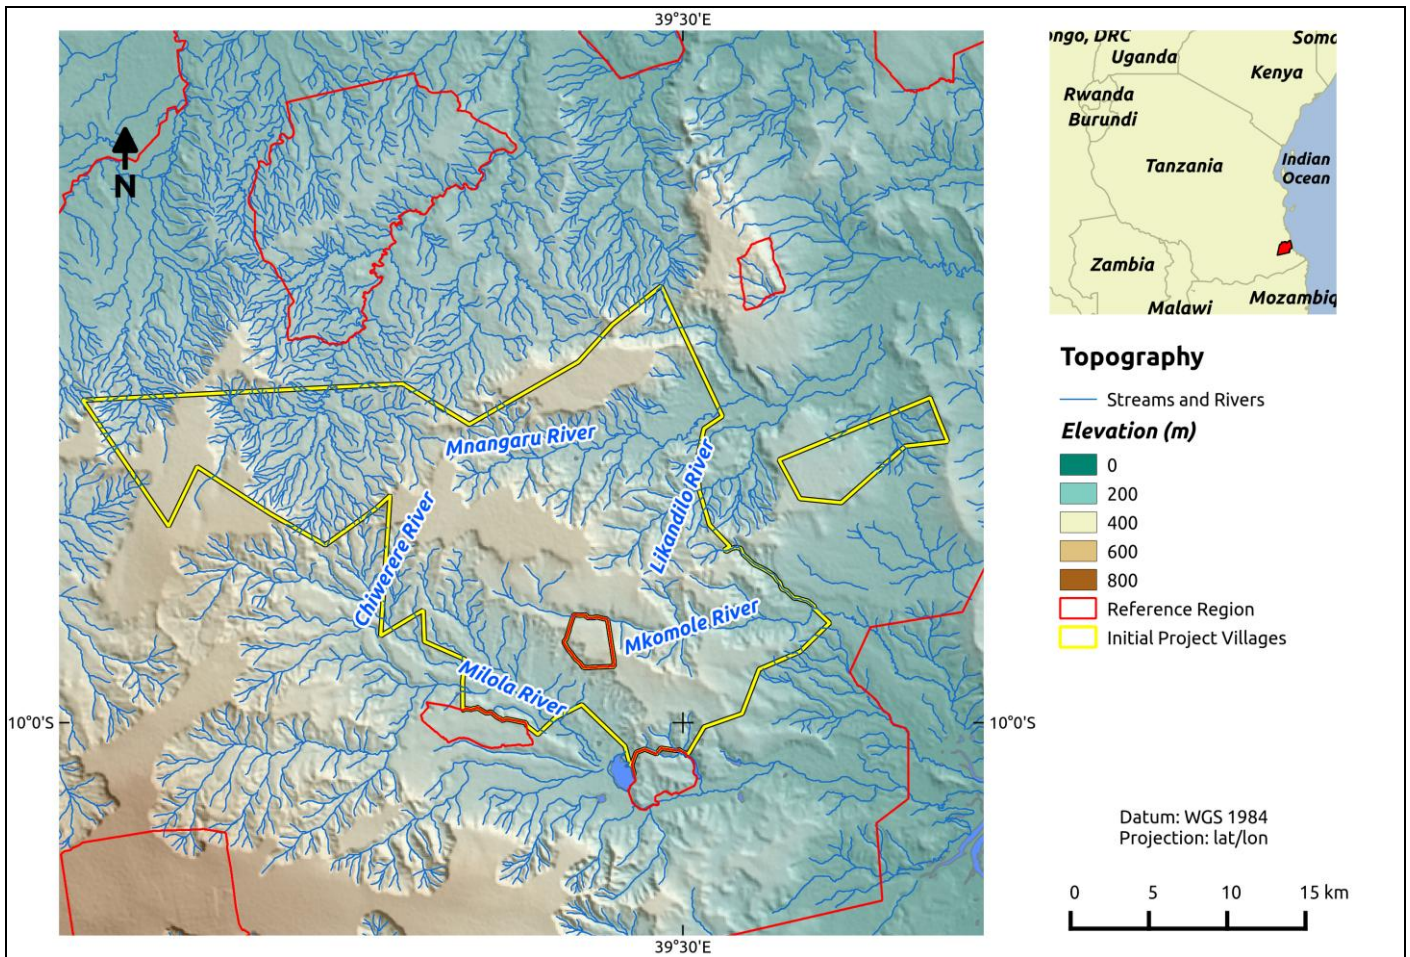 39°30'E
N
Mnangaru River
Likandilo River
Chiwerere River
Mkomole River
Milola River
10°0'S
10°0'S
39°30'E
ongo, DRC
Uganda
Soma
Kenya
Rwanda
Burundi
Tanzania
Indian
Ocean
Zambia
Malawi
Mozambiq
Topography
Streams and Rivers
Elevation (m)
0
200
400
600
800
Reference Region
Initial Project Villages
Datum: WGS 1984
Projection: lat/lon
0 5 10 15 km